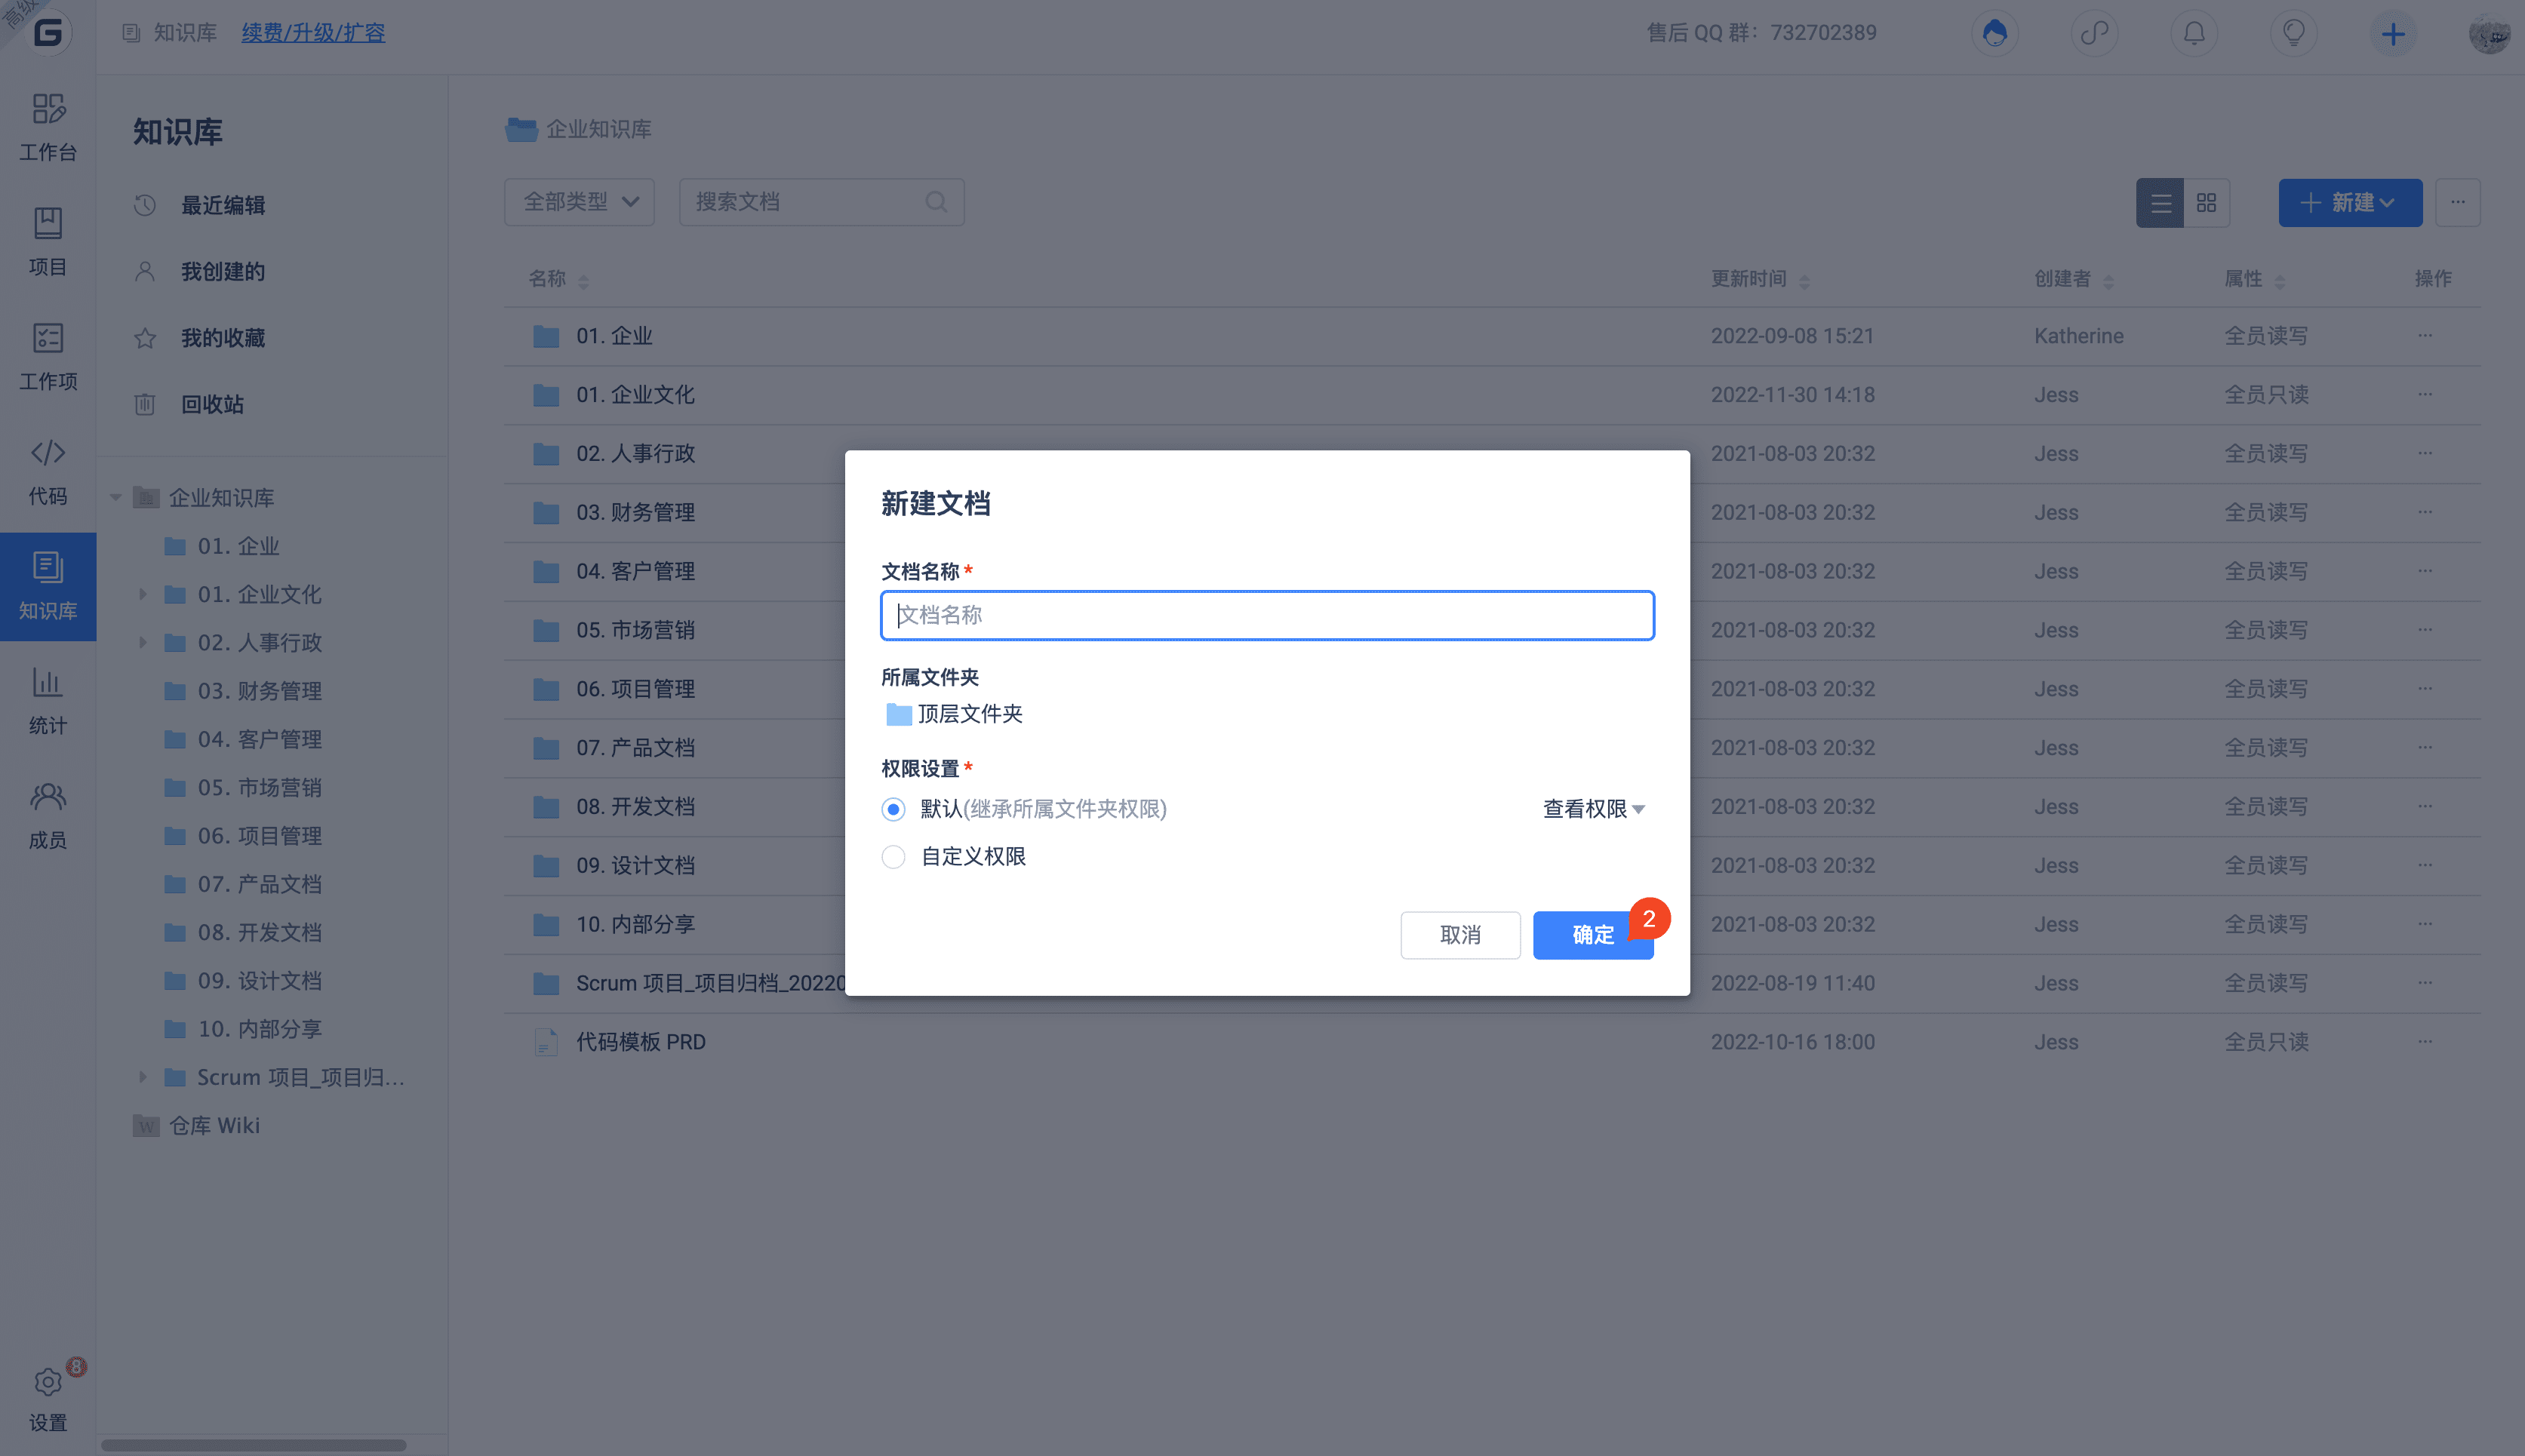 高级
知识库 续费/升级/扩容
售后 QQ 群：732702389
工作台
项目
工作项
代码
知识库
统计
成员
8
设置
知识库
最近编辑
我创建的
我的收藏
回收站
企业知识库
01. 企业
01. 企业文化
02. 人事行政
03. 财务管理
04. 客户管理
05. 市场营销
06. 项目管理
07. 产品文档
08. 开发文档
09. 设计文档
10. 内部分享
Scrum 项目_项目归...
W 仓库 Wiki
企业知识库
全部类型 搜索文档
新建 ...
名称 更新时间 创建者 属性 操作
01. 企业 2022-09-08 15:21 Katherine 全员读写 ...
01. 企业文化 2022-11-30 14:18 Jess 全员只读 ...
02. 人事行政 2021-08-03 20:32 Jess 全员读写 ...
03. 财务管理 2021-08-03 20:32 Jess 全员读写 ...
04. 客户管理 2021-08-03 20:32 Jess 全员读写 ...
05. 市场营销 2021-08-03 20:32 Jess 全员读写 ...
06. 项目管理 2021-08-03 20:32 Jess 全员读写 ...
07. 产品文档 2021-08-03 20:32 Jess 全员读写 ...
08. 开发文档 2021-08-03 20:32 Jess 全员读写 ...
09. 设计文档 2021-08-03 20:32 Jess 全员读写 ...
10. 内部分享 2021-08-03 20:32 Jess 全员读写 ...
Scrum 项目_项目归档_20220 2022-08-19 11:40 Jess 全员读写 ...
代码模板 PRD 2022-10-16 18:00 Jess 全员只读 ...
新建文档
文档名称*
文档名称
所属文件夹
顶层文件夹
权限设置*
默认(继承所属文件夹权限) 查看权限
自定义权限
取消 确定 2